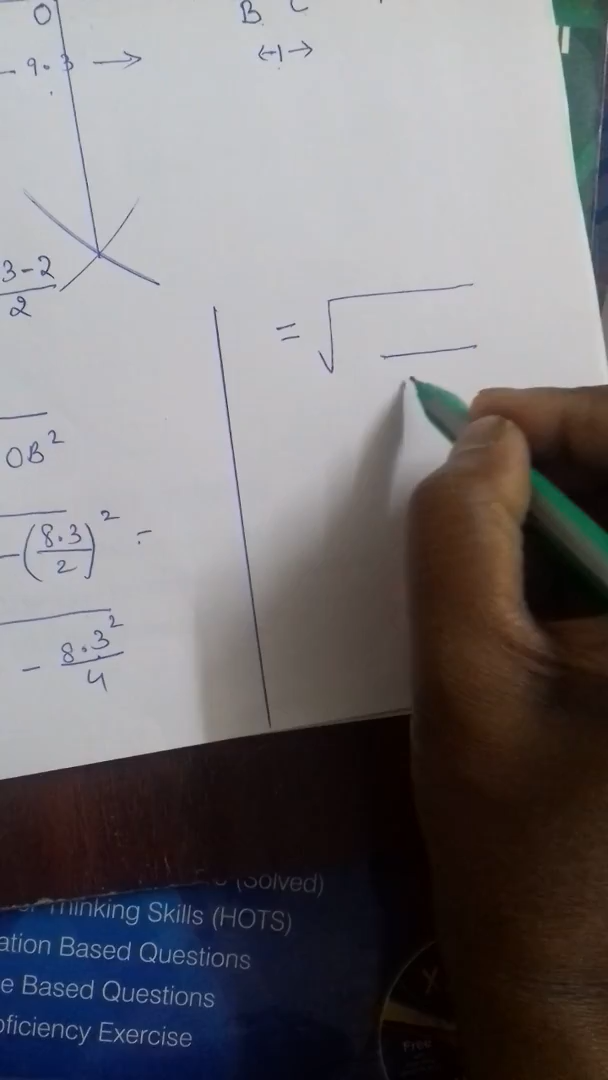 O
B C
- 9.3 →
↔
3-2
2
=√
OB²
-(8.3/2)² =
- 8.3²/4
(Solved)
Thinking Skills (HOTS)
ation Based Questions
e Based Questions
oficiency Exercise
Free